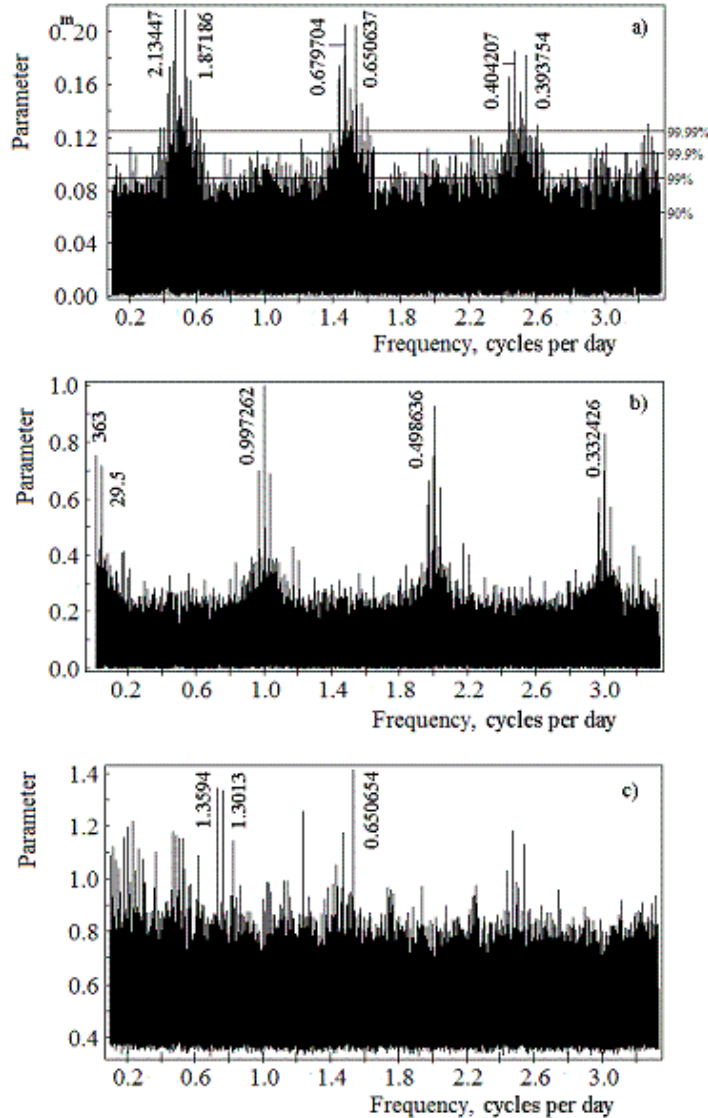 m
a)
0.20
0.16
0.12
0.08
0.04
0.00
Parameter
2.13447
1.87186
0.679704
0.650637
0.404207
0.393754
99.99%
99.9%
99%
90%
0.2 0.6 1.0 1.4 1.8 2.2 2.6 3.0
Frequency, cycles per day
b)
1.0
0.8
0.6
0.4
0.2
0.0
Parameter
363
29.5
0.997262
0.498636
0.332426
0.2 0.6 1.0 1.4 1.8 2.2 2.6 3.0
Frequency, cycles per day
c)
1.4
1.2
1.0
0.8
0.6
0.4
Parameter
1.3594
1.3013
0.650654
0.2 0.6 1.0 1.4 1.8 2.2 2.6 3.0
Frequency, cycles per day